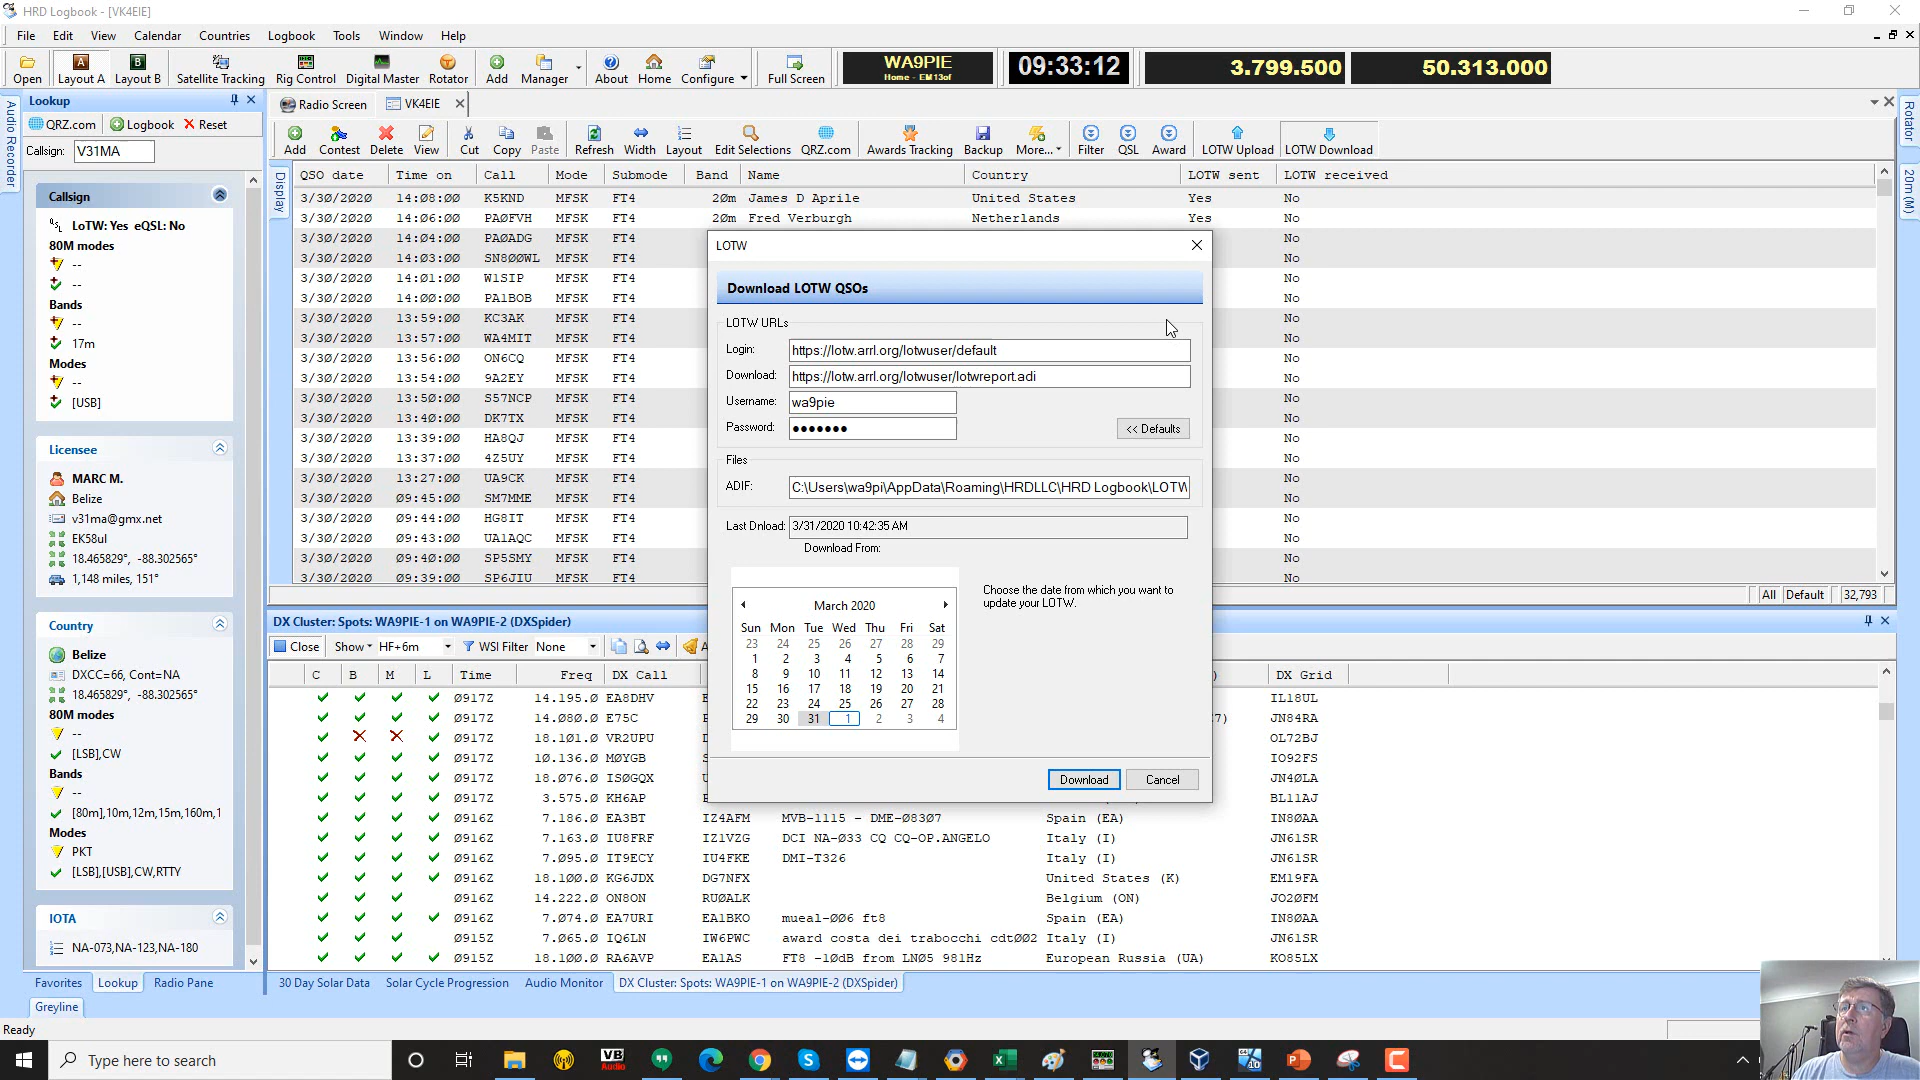 HRD Logbook - [VK4EIE]
File Edit View Calendar Countries Logbook Tools Window Help
Open Layout A Layout B Satellite Tracking Rig Control Digital Master Rotator Add Manager About Home Configure Full Screen
WA9PIE
Home - EM13of
09:33:12
3.799.500
50.313.000
Audio Recorder
Lookup
QRZ.com Logbook Reset
Callsign: V31MA
Callsign
LoTW: Yes eQSL: No
80M modes
--
--
Bands
--
17m
Modes
--
[USB]
Licensee
MARC M.
Belize
v31ma@gmx.net
EK58ul
18.465829°, -88.302565°
1,148 miles, 151°
Country
Belize
DXCC=66, Cont=NA
18.465829°, -88.302565°
80M modes
--
[LSB],CW
Bands
--
[80m],10m,12m,15m,160m,1
Modes
PKT
[LSB],[USB],CW,RTTY
IOTA
NA-073,NA-123,NA-180
Favorites Lookup Radio Pane
Greyline
Ready
Radio Screen VK4EIE
Add Contest Delete View Cut Copy Paste Refresh Width Layout Edit Selections QRZ.com Awards Tracking Backup More... Filter QSL Award LOTW Upload LOTW Download
Display
Rotator
20m (M)
QSO date Time on Call Mode Submode Band Name Country LOTW sent LOTW received
3/30/2020 14:08:00 K5KND MFSK FT4 20m James D Aprile United States Yes No
3/30/2020 14:06:00 PA0FVH MFSK FT4 20m Fred Verburgh Netherlands Yes No
3/30/2020 14:04:00 PA0ADG MFSK FT4 No
3/30/2020 14:03:00 SN800WL MFSK FT4 No
3/30/2020 14:01:00 W1SIP MFSK FT4 No
3/30/2020 14:00:00 PA1BOB MFSK FT4 No
3/30/2020 13:59:00 KC3AK MFSK FT4 No
3/30/2020 13:57:00 WA4MIT MFSK FT4 No
3/30/2020 13:56:00 ON6CQ MFSK FT4 No
3/30/2020 13:54:00 9A2EY MFSK FT4 No
3/30/2020 13:50:00 S57NCP MFSK FT4 No
3/30/2020 13:40:00 DK7TX MFSK FT4 No
3/30/2020 13:39:00 HA8QJ MFSK FT4 No
3/30/2020 13:37:00 4Z5UY MFSK FT4 No
3/30/2020 13:27:00 UA9CK MFSK FT4 No
3/30/2020 09:45:00 SM7MME MFSK FT4 No
3/30/2020 09:44:00 HG8IT MFSK FT4 No
3/30/2020 09:43:00 UA1AQC MFSK FT4 No
3/30/2020 09:40:00 SP5SMY MFSK FT4 No
3/30/2020 09:39:00 SP6JIU MFSK FT4 No
All Default 32,793
LOTW
Download LOTW QSOs
LOTW URLs
Login: https://lotw.arrl.org/lotwuser/default
Download: https://lotw.arrl.org/lotwuser/lotwreport.adi
Username: wa9pie
Password: •••••••
<< Defaults
Files
ADIF: C:\Users\wa9pi\AppData\Roaming\HRDLLC\HRD Logbook\LOTW
Last Dnload: 3/31/2020 10:42:35 AM
Download From:
Choose the date from which you want to
update your LOTW.
March 2020
Sun Mon Tue Wed Thu Fri Sat
23 24 25 26 27 28 29
1 2 3 4 5 6 7
8 9 10 11 12 13 14
15 16 17 18 19 20 21
22 23 24 25 26 27 28
29 30 31 1 2 3 4
Download Cancel
DX Cluster: Spots: WA9PIE-1 on WA9PIE-2 (DXSpider)
Close Show HF+6m WSI Filter None A
C B M L Time Freq DX Call ) DX Grid
0917Z 14.195.0 EA8DHV IL18UL
0917Z 14.080.0 E75C 7) JN84RA
0917Z 18.101.0 VR2UPU OL72BJ
0917Z 10.136.0 M0YGB IO92FS
0917Z 18.076.0 IS0GQX JN40LA
0917Z 3.575.0 KH6AP BL11AJ
0916Z 7.186.0 EA3BT IZ4AFM MVB-1115 - DME-08307 Spain (EA) IN80AA
0916Z 7.163.0 IU8FRF IZ1VZG DCI NA-033 CQ CQ-OP.ANGELO Italy (I) JN61SR
0916Z 7.095.0 IT9ECY IU4FKE DMI-T326 Italy (I) JN61SR
0916Z 18.100.0 KG6JDX DG7NFX United States (K) EM19FA
0916Z 14.222.0 ON8ON RU0ALK Belgium (ON) JO20FM
0916Z 7.074.0 EA7URI EA1BKO mueal-006 ft8 Spain (EA) IN80AA
0915Z 7.065.0 IQ6LN IW6PWC award costa dei trabocchi cdt002 Italy (I) JN61SR
0915Z 18.100.0 RA6AVP EA1AS FT8 -10dB from LN05 981Hz European Russia (UA) KO85LX
30 Day Solar Data Solar Cycle Progression Audio Monitor DX Cluster: Spots: WA9PIE-1 on WA9PIE-2 (DXSpider)
Type here to search